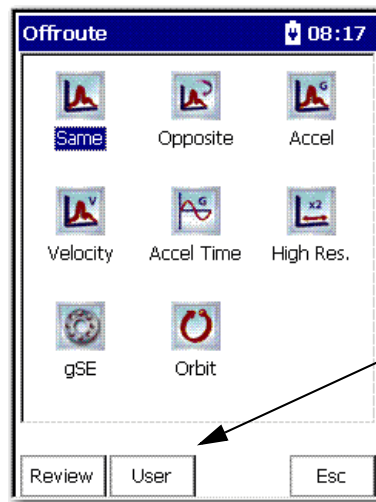 Offroute 08:17
Same Opposite Accel
Velocity Accel Time High Res.
gSE Orbit
Review User Esc